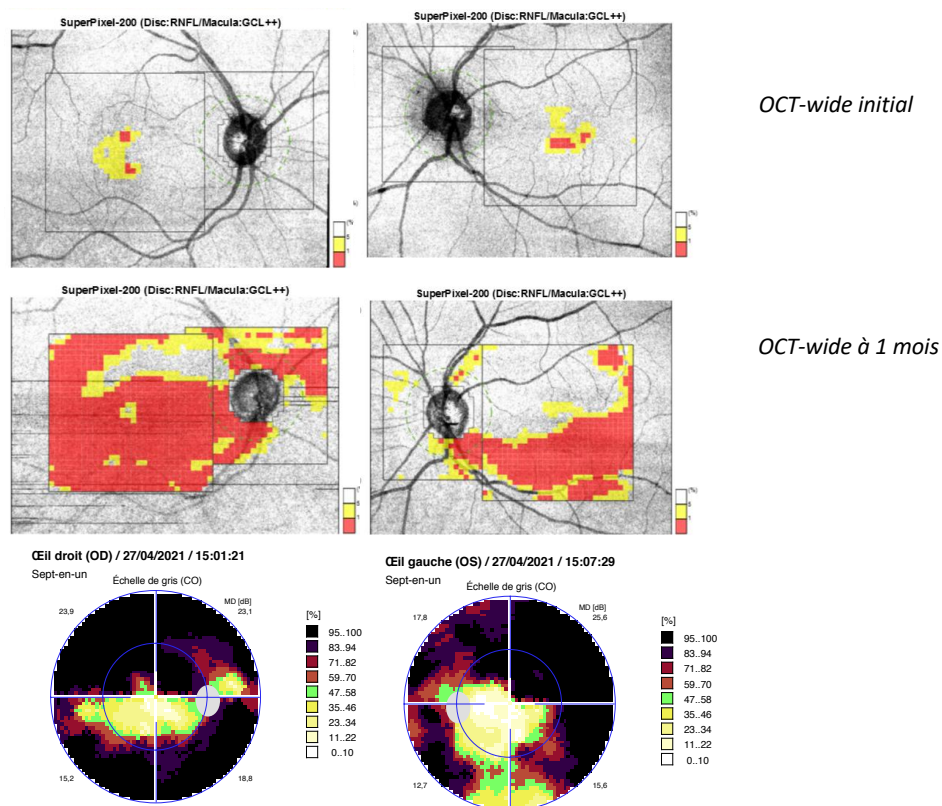 SuperPixel-200 (Disc:RNFL/Macula:GCL++)
SuperPixel-200 (Disc:RNFL/Macula:GCL++)
OCT-wide initial
(%)
5
1
(%)
5
1
SuperPixel-200 (Disc:RNFL/Macula:GCL++)
SuperPixel-200 (Disc:RNFL/Macula:GCL++)
OCT-wide à 1 mois
(%)
5
1
(%)
5
1
Œil droit (OD) / 27/04/2021 / 15:01:21
Sept-en-un
Échelle de gris (CO)
MD [dB]
23,9
23,1
15,2
18,8
[%]
95..100
83..94
71..82
59..70
47..58
35..46
23..34
11..22
0..10
Œil gauche (OS) / 27/04/2021 / 15:07:29
Sept-en-un
Échelle de gris (CO)
MD [dB]
17,8
25,6
12,7
15,6
[%]
95..100
83..94
71..82
59..70
47..58
35..46
23..34
11..22
0..10